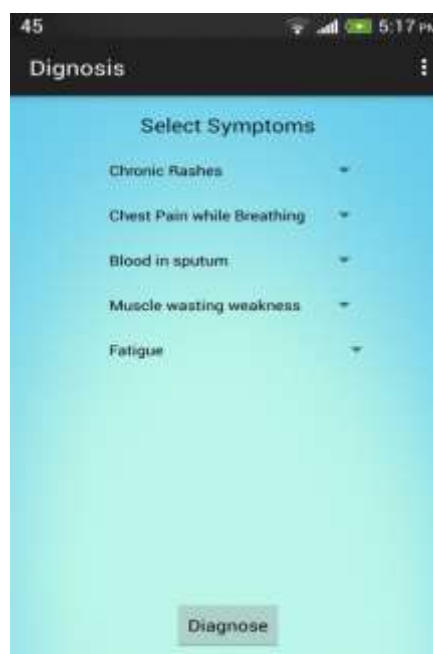 45 5:17 PM
Dignosis
Select Symptoms
Chronic Rashes
Chest Pain while Breathing
Blood in sputum
Muscle wasting weakness
Fatigue
Diagnose